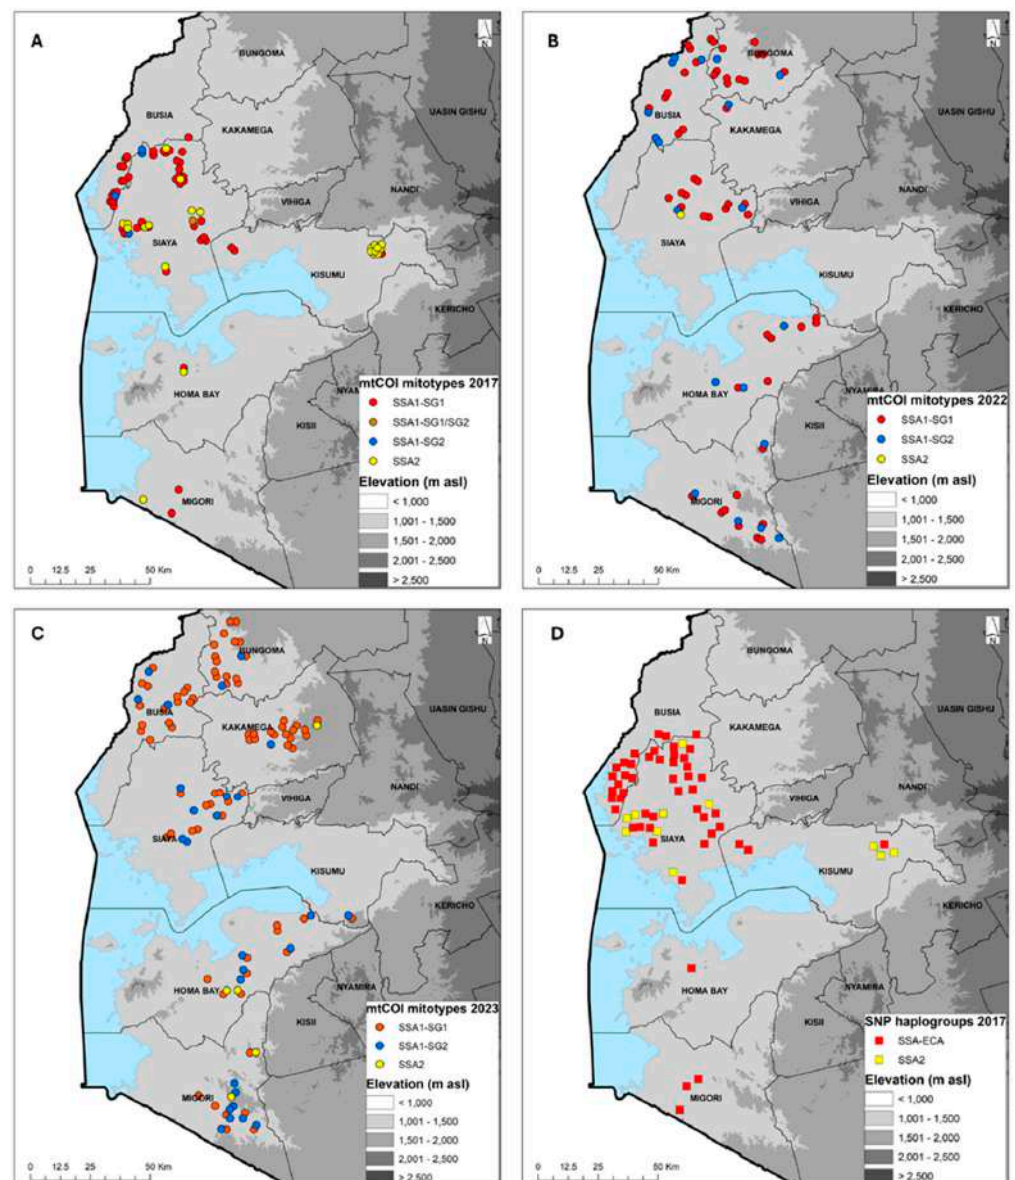 A
N
BUNGOMA
UASIN GISHU
BUSIA
KAKAMEGA
NANDI
VIHIGA
SIAYA
KISUMU
KERICHO
HOMA BAY
KISII
MIGORI
mtCOI mitotypes 2017
SSA1-SG1
SSA1-SG1/SG2
SSA1-SG2
SSA2
Elevation (m asl)
< 1,000
1,001 - 1,500
1,501 - 2,000
2,001 - 2,500
> 2,500
0 12.5 25 50 Km
B
N
BUNGOMA
UASIN GISHU
BUSIA
KAKAMEGA
NANDI
VIHIGA
SIAYA
KISUMU
KERICHO
NYAMIRA
HOMA BAY
KISII
MIGORI
mtCOI mitotypes 2022
SSA1-SG1
SSA1-SG2
SSA2
Elevation (m asl)
< 1,000
1,001 - 1,500
1,501 - 2,000
2,001 - 2,500
> 2,500
0 12.5 25 50 Km
C
N
BUNGOMA
UASIN GISHU
BUSIA
KAKAMEGA
NANDI
VIHIGA
SIAYA
KISUMU
KERICHO
NYAMIRA
HOMA BAY
KISII
MIGORI
mtCOI mitotypes 2023
SSA1-SG1
SSA1-SG2
SSA2
Elevation (m asl)
< 1,000
1,001 - 1,500
1,501 - 2,000
2,001 - 2,500
> 2,500
0 12.5 25 50 Km
D
N
BUNGOMA
UASIN GISHU
BUSIA
KAKAMEGA
NANDI
VIHIGA
SIAYA
KISUMU
KERICHO
NYAMIRA
HOMA BAY
KISII
MIGORI
SNP haplogroups 2017
SSA-ECA
SSA2
Elevation (m asl)
< 1,000
1,001 - 1,500
1,501 - 2,000
2,001 - 2,500
> 2,500
0 12.5 25 50 Km